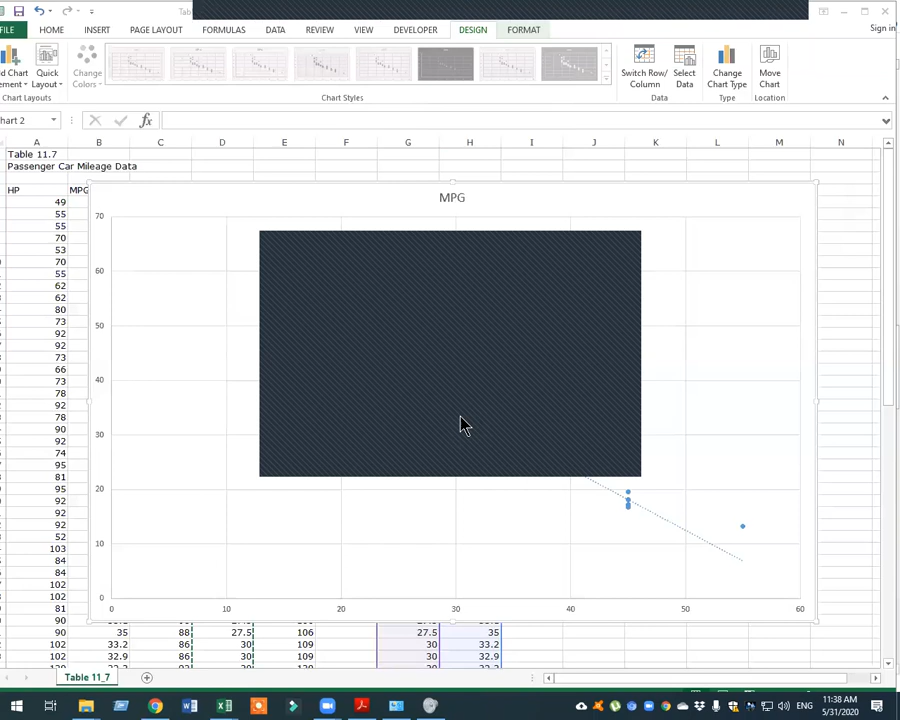 Tab
FILE HOME INSERT PAGE LAYOUT FORMULAS DATA REVIEW VIEW DEVELOPER DESIGN FORMAT Sign in
dd Chart
ement
Quick
Layout
Change
Colors
Switch Row/
Column
Select
Data
Change
Chart Type
Move
Chart
Chart Layouts Chart Styles Data Type Location
hart 2 fx
A B C D E F G H I J K L M N
Table 11.7
Passenger Car Mileage Data
HP MPG
49
55
55
70
53
70
55
62
62
80
73
92
92
73
66
73
78
92
78
90
92
74
95
81
95
92
92
92
52
103
84
84
102
102
81
90
MPG
70
60
50
40
30
20
10
0
0 10 20 30 40 50 60
90 35 88 27.5 106 27.5 35
102 33.2 86 30 109 30 33.2
102 32.9 86 30 109 30 32.9
Table 11_7
ENG
11:38 AM
5/31/2020